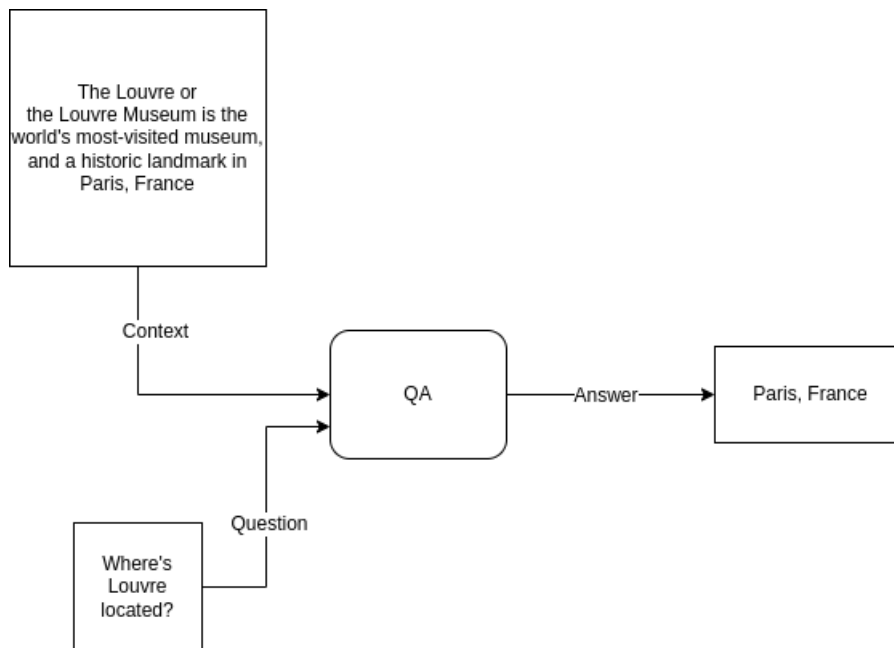 The Louvre or
the Louvre Museum is the
world's most-visited museum,
and a historic landmark in
Paris, France
Context
QA
Answer
Paris, France
Question
Where's
Louvre
located?